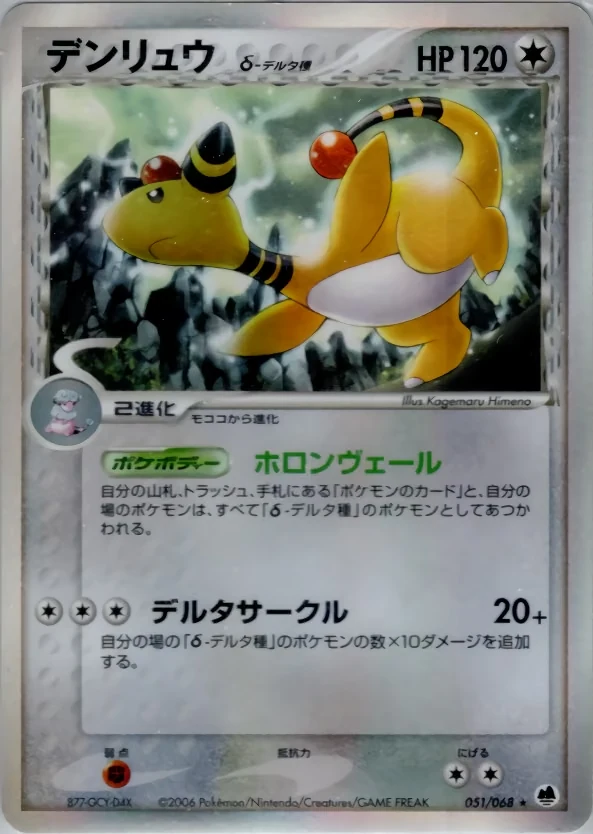 デンリュウ δ-デルタ種 HP120
Illus. Kagemaru Himeno
2進化 モココから進化
ポケボディー ホロンヴェール
自分の山札、トラッシュ、手札にある「ポケモンのカード」と、自分の
場のポケモンは、すべて「δ-デルタ種」のポケモンとしてあつか
われる。
デルタサークル 20+
自分の場の「δ-デルタ種」のポケモンの数×10ダメージを追加
する。
弱点 抵抗力 にげる
877-GCY-04X ©2006 Pokémon/Nintendo/Creatures/GAME FREAK 051/068 ★